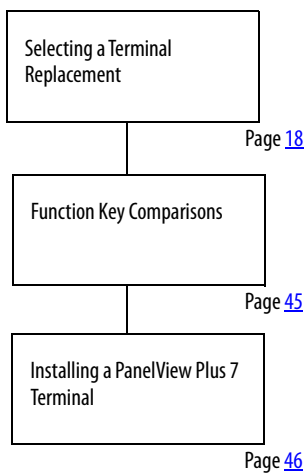 Selecting a Terminal
Replacement
Page 18
Function Key Comparisons
Page 45
Installing a PanelView Plus 7
Terminal
Page 46